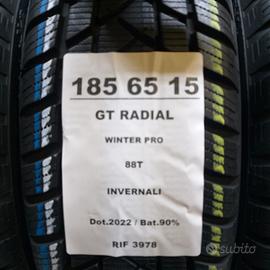 185 65 15
GT RADIAL
WINTER PRO
88T
INVERNALI
Dot.2022 / Bat.90%
RIF 3978
subito